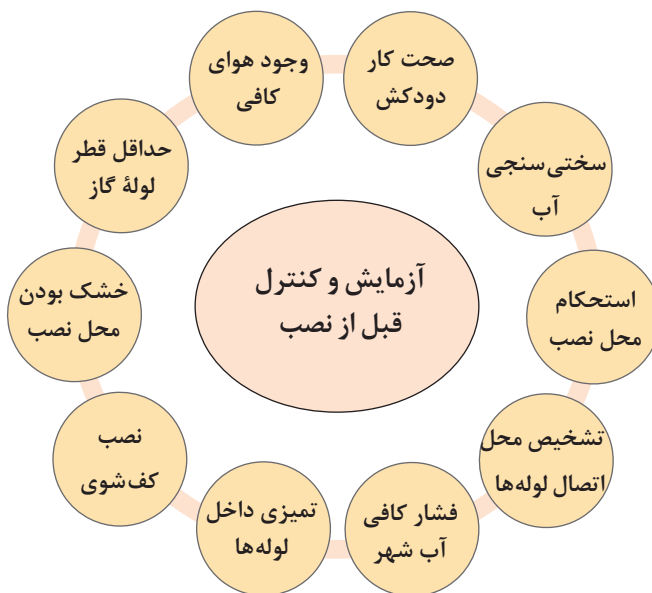 آزمایش و کنترل
قبل از نصب
صحت کار
دودکش
سختی‌سنجی
آب
استحکام
محل نصب
تشخیص محل
اتصال لوله‌ها
فشار کافی
آب شهر
تمیزی داخل
لوله‌ها
نصب
کف‌شوی
خشک بودن
محل نصب
حداقل قطر
لولهٔ گاز
وجود هوای
کافی